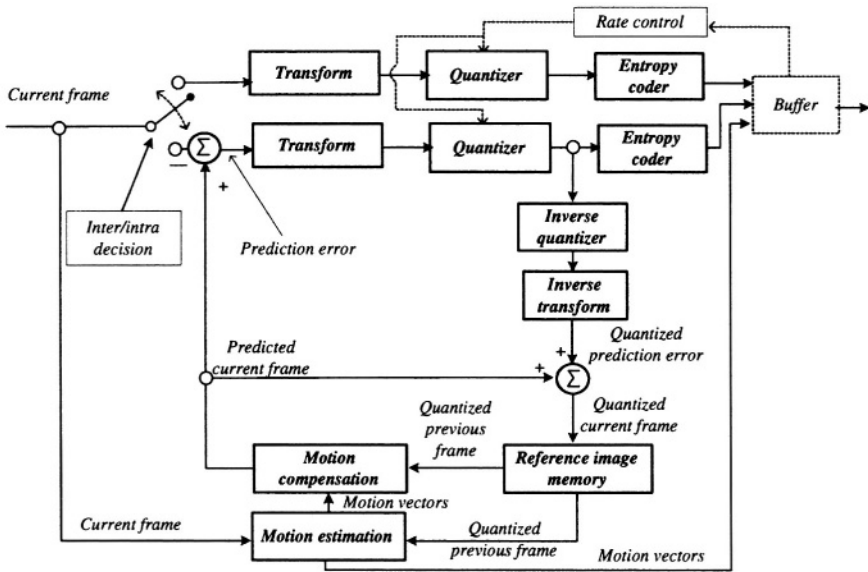 Rate control
Current frame
Transform
Quantizer
Entropy
coder
Buffer
Σ
—
+
Transform
Quantizer
Entropy
coder
Inter/intra
decision
Prediction error
Inverse
quantizer
Inverse
transform
Predicted
current frame
Quantized
prediction error
+
+
Σ
Quantized
previous
frame
Quantized
current frame
Motion
compensation
Reference image
memory
Motion vectors
Current frame
Motion estimation
Quantized
previous frame
Motion vectors